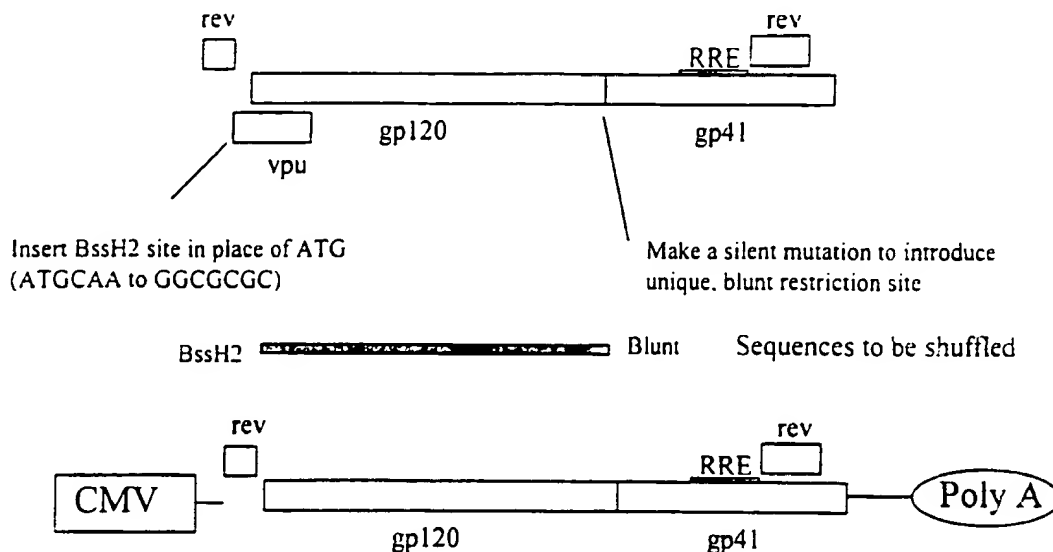 rev
rev
RRE
gp120
gp41
vpu
Insert BssH2 site in place of ATG
(ATGCAA to GGCGCGC)
Make a silent mutation to introduce
unique, blunt restriction site
BssH2
Blunt
Sequences to be shuffled
rev
rev
RRE
CMV
Poly A
gp120
gp41